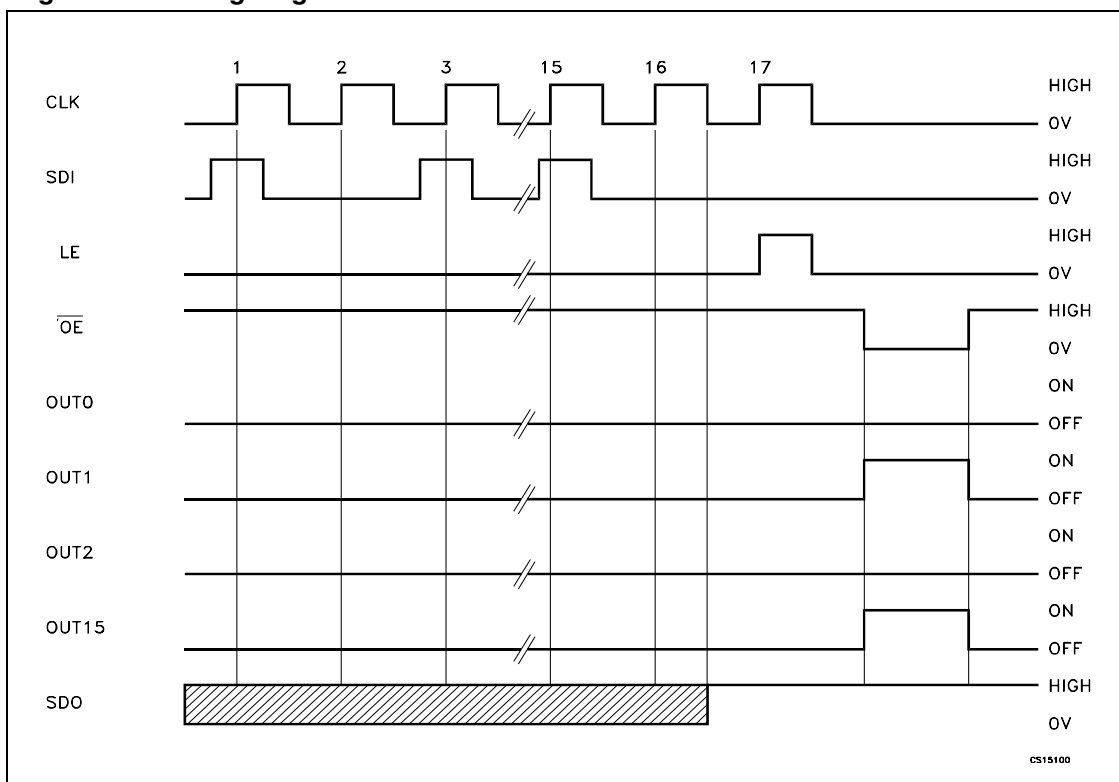 1 2 3 15 16 17
CLK HIGH
0V
SDI HIGH
0V
LE HIGH
0V
OE HIGH
0V
OUT0 ON
OFF
OUT1 ON
OFF
OUT2 ON
OFF
OUT15 ON
OFF
SDO HIGH
0V
CS15100